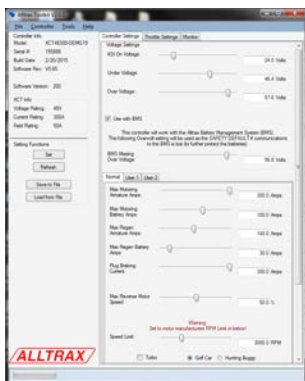 Alltrax Toolkit
File Controller Tools Help
Controller Info
Model XCT48300-GEMS-15
Serial #
Build Date 2/20/2015
Software Rev V0.65
Software Version 200
XCT Info
Voltage Rating 48V
Current Rating 300A
Field Rating 50A
Setting Functions
Get
Refresh
Save to File
Load from File
ALLTRAX
Controller Settings Throttle Settings Monitor
Voltage Settings
KSI On Voltage 24.0 Volts
Under Voltage 45.4 Volts
Over Voltage 57.6 Volts
Use with BMS
This controller will work with the Alltrax Battery Management System (BMS)
The following Overvolt setting will be used as the SAFETY DEFAULT if communications
to the BMS is lost (to further protect the batteries)
BMS Missing
Over Voltage 56.6 Volts
Normal User 1 User 2
Max Motoring
Armature Amps 300.0 Amps
Max Motoring
Battery Amps 100.0 Amps
Max Regen
Armature Amps 140.0 Amps
Max Regen Battery
Amps 30.0 Amps
Plug Braking
Current 300.0 Amps
Max Reverse Motor
Speed 50.0 %
Warning
Set to motor manufacturers RPM Limit or below!
Speed Limit 3000.0 RPM
Turbo Golf Car Hunting Buggy